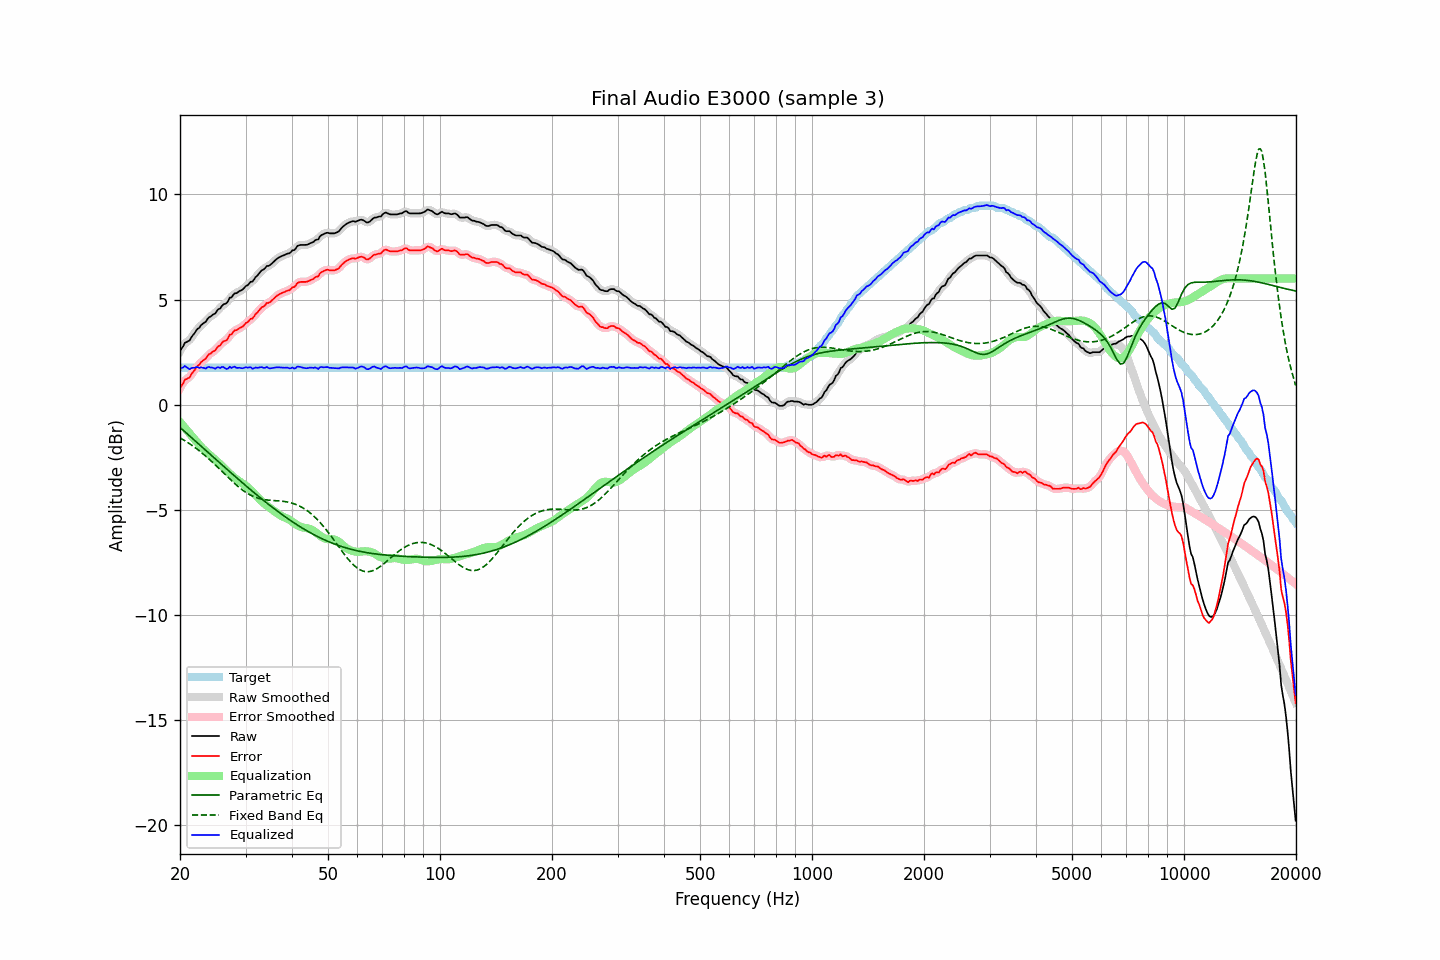 Final Audio E3000 (sample 3)
Amplitude (dBr)
10
5
0
−5
−10
−15
−20
Target
Raw Smoothed
Error Smoothed
Raw
Error
Equalization
Parametric Eq
Fixed Band Eq
Equalized
20 50 100 200 500 1000 2000 5000 10000 20000
Frequency (Hz)